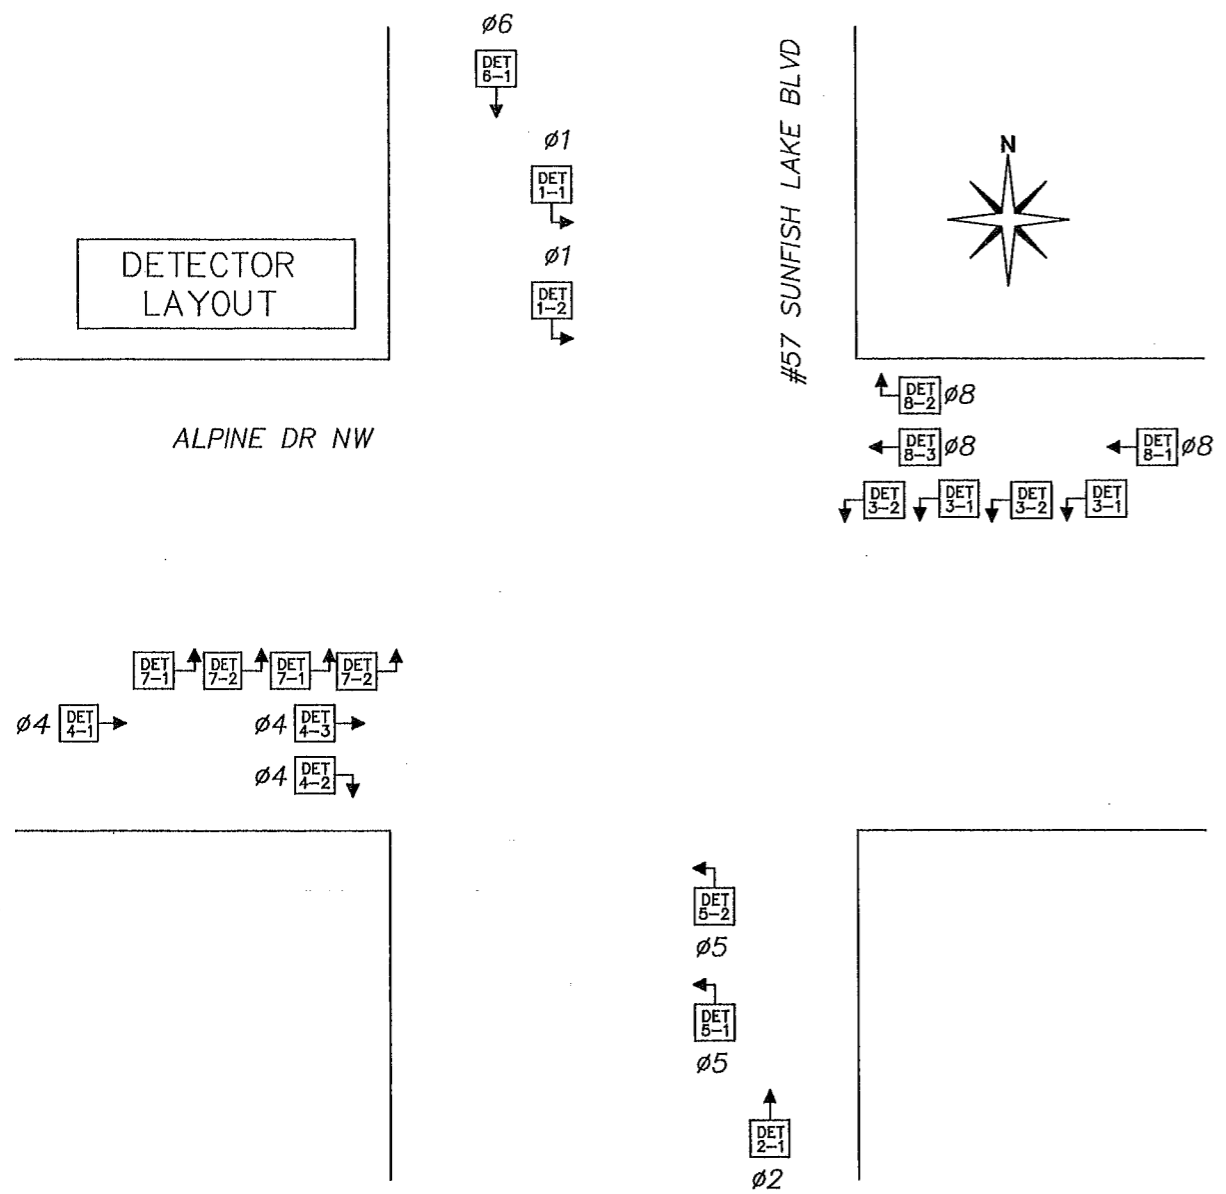 ø6
DET
6-1
ø1
DET
1-1
ø1
DET
1-2
DETECTOR
LAYOUT
#57 SUNFISH LAKE BLVD
N
ALPINE DR NW
DET
8-2
ø8
DET
8-3
ø8
DET
8-1
ø8
DET
3-2
DET
3-1
DET
3-2
DET
3-1
DET
7-1
DET
7-2
DET
7-1
DET
7-2
ø4
DET
4-1
ø4
DET
4-3
ø4
DET
4-2
DET
5-2
ø5
DET
5-1
ø5
DET
2-1
ø2